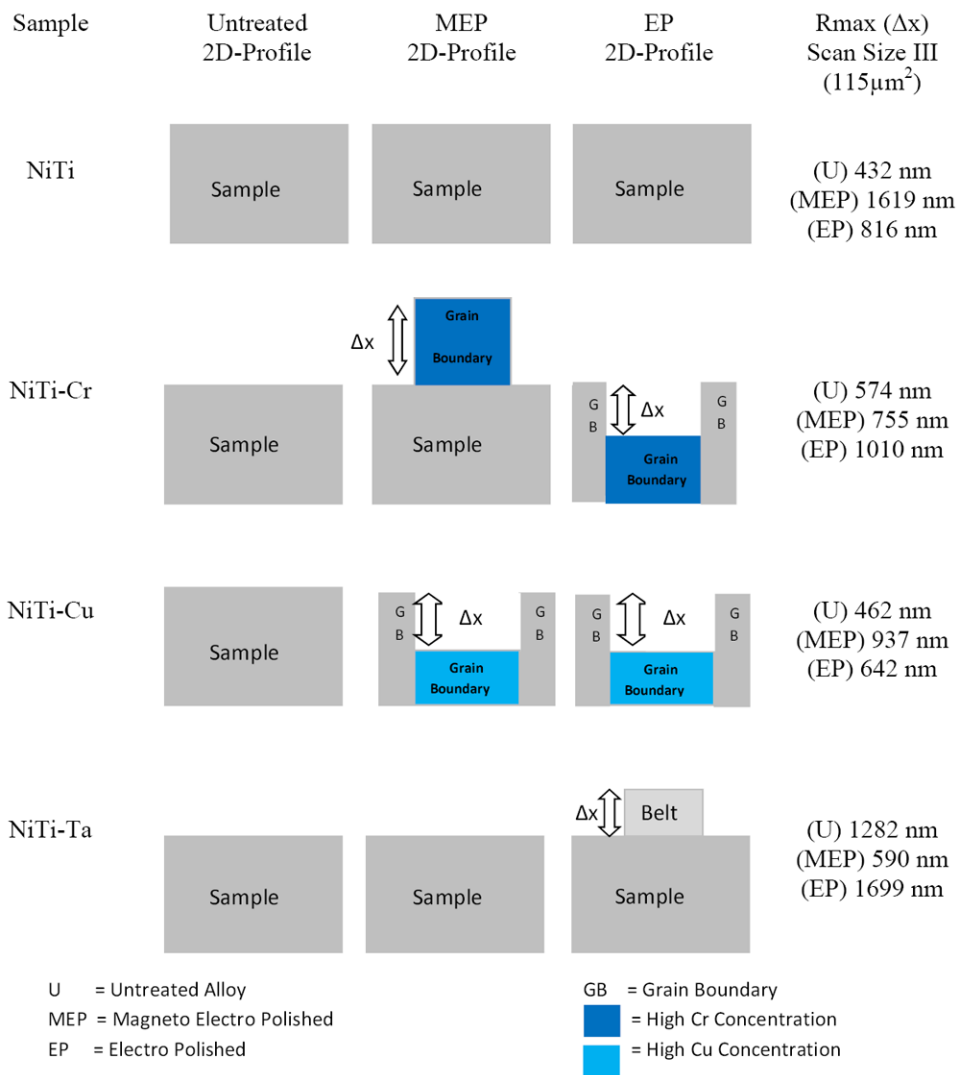 Sample
Untreated
2D-Profile
MEP
2D-Profile
EP
2D-Profile
Rmax (Δx)
Scan Size III
(115µm²)
NiTi
Sample
Sample
Sample
(U) 432 nm
(MEP) 1619 nm
(EP) 816 nm
NiTi-Cr
Sample
Δx
Grain
Boundary
Sample
G
B
Δx
G
B
Grain
Boundary
(U) 574 nm
(MEP) 755 nm
(EP) 1010 nm
NiTi-Cu
Sample
G
B
Δx
G
B
Grain
Boundary
G
B
Δx
G
B
Grain
Boundary
(U) 462 nm
(MEP) 937 nm
(EP) 642 nm
NiTi-Ta
Sample
Sample
Δx
Belt
Sample
(U) 1282 nm
(MEP) 590 nm
(EP) 1699 nm
U = Untreated Alloy
MEP = Magneto Electro Polished
EP = Electro Polished
GB = Grain Boundary
= High Cr Concentration
= High Cu Concentration